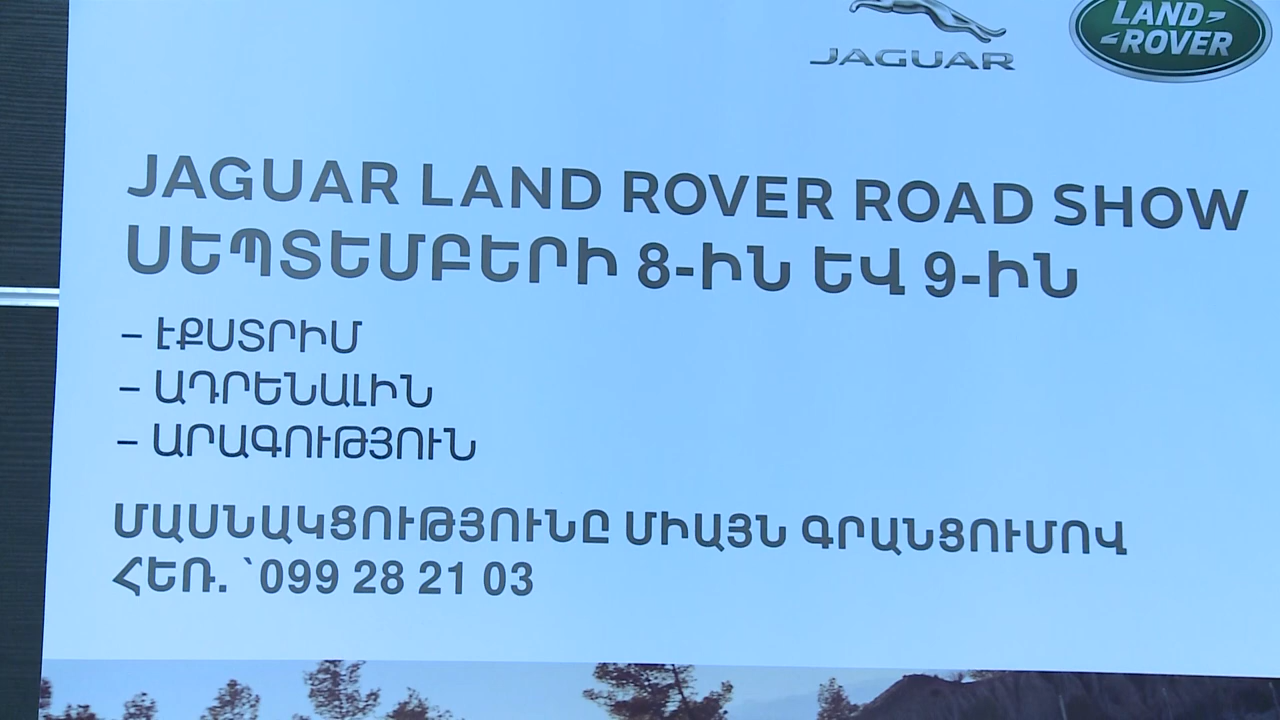 JAGUAR
LAND
ROVER
JAGUAR LAND ROVER ROAD SHOW
ՍԵՊՏԵՄԲԵՐԻ 8-ԻՆ ԵՎ 9-ԻՆ
– ԷՔՍՏՐԻՄ
– ԱԴՐԵՆԱԼԻՆ
– ԱՐԱԳՈՒԹՅՈՒՆ
ՄԱՍՆԱԿՑՈՒԹՅՈՒՆԸ ՄԻԱՅՆ ԳՐԱՆՑՈՒՄՈՎ
ՀԵՌ. `099 28 21 03